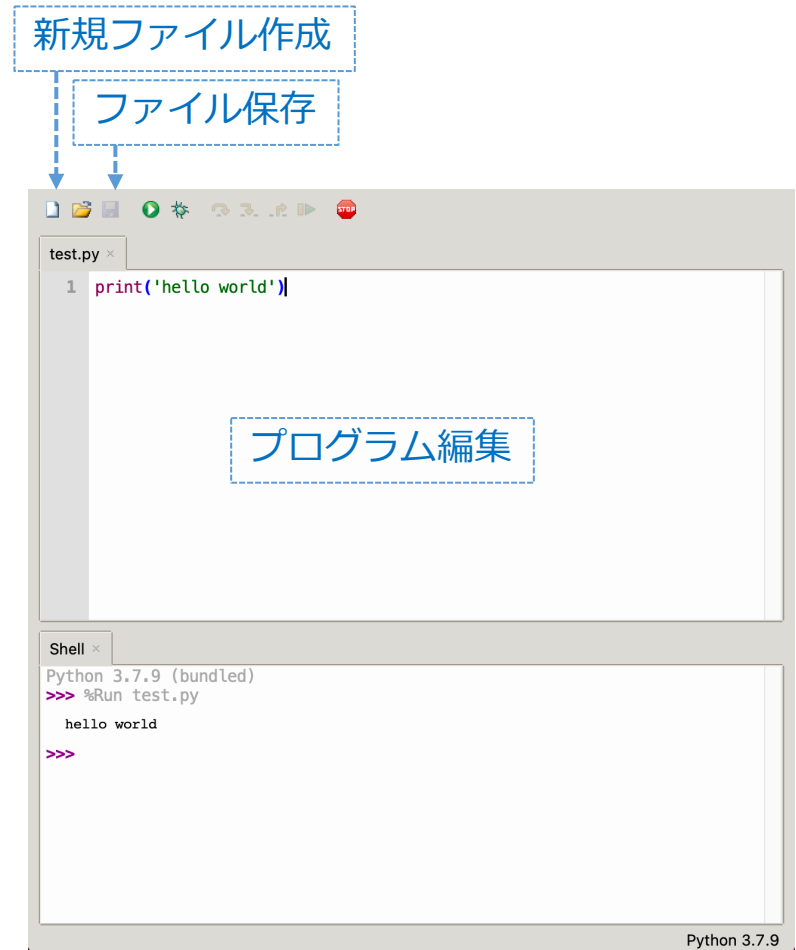 新規ファイル作成
ファイル保存
STOP
test.py ×
1 print('hello world')
プログラム編集
Shell ×
Python 3.7.9 (bundled)
>>> %Run test.py
hello world
>>>
Python 3.7.9